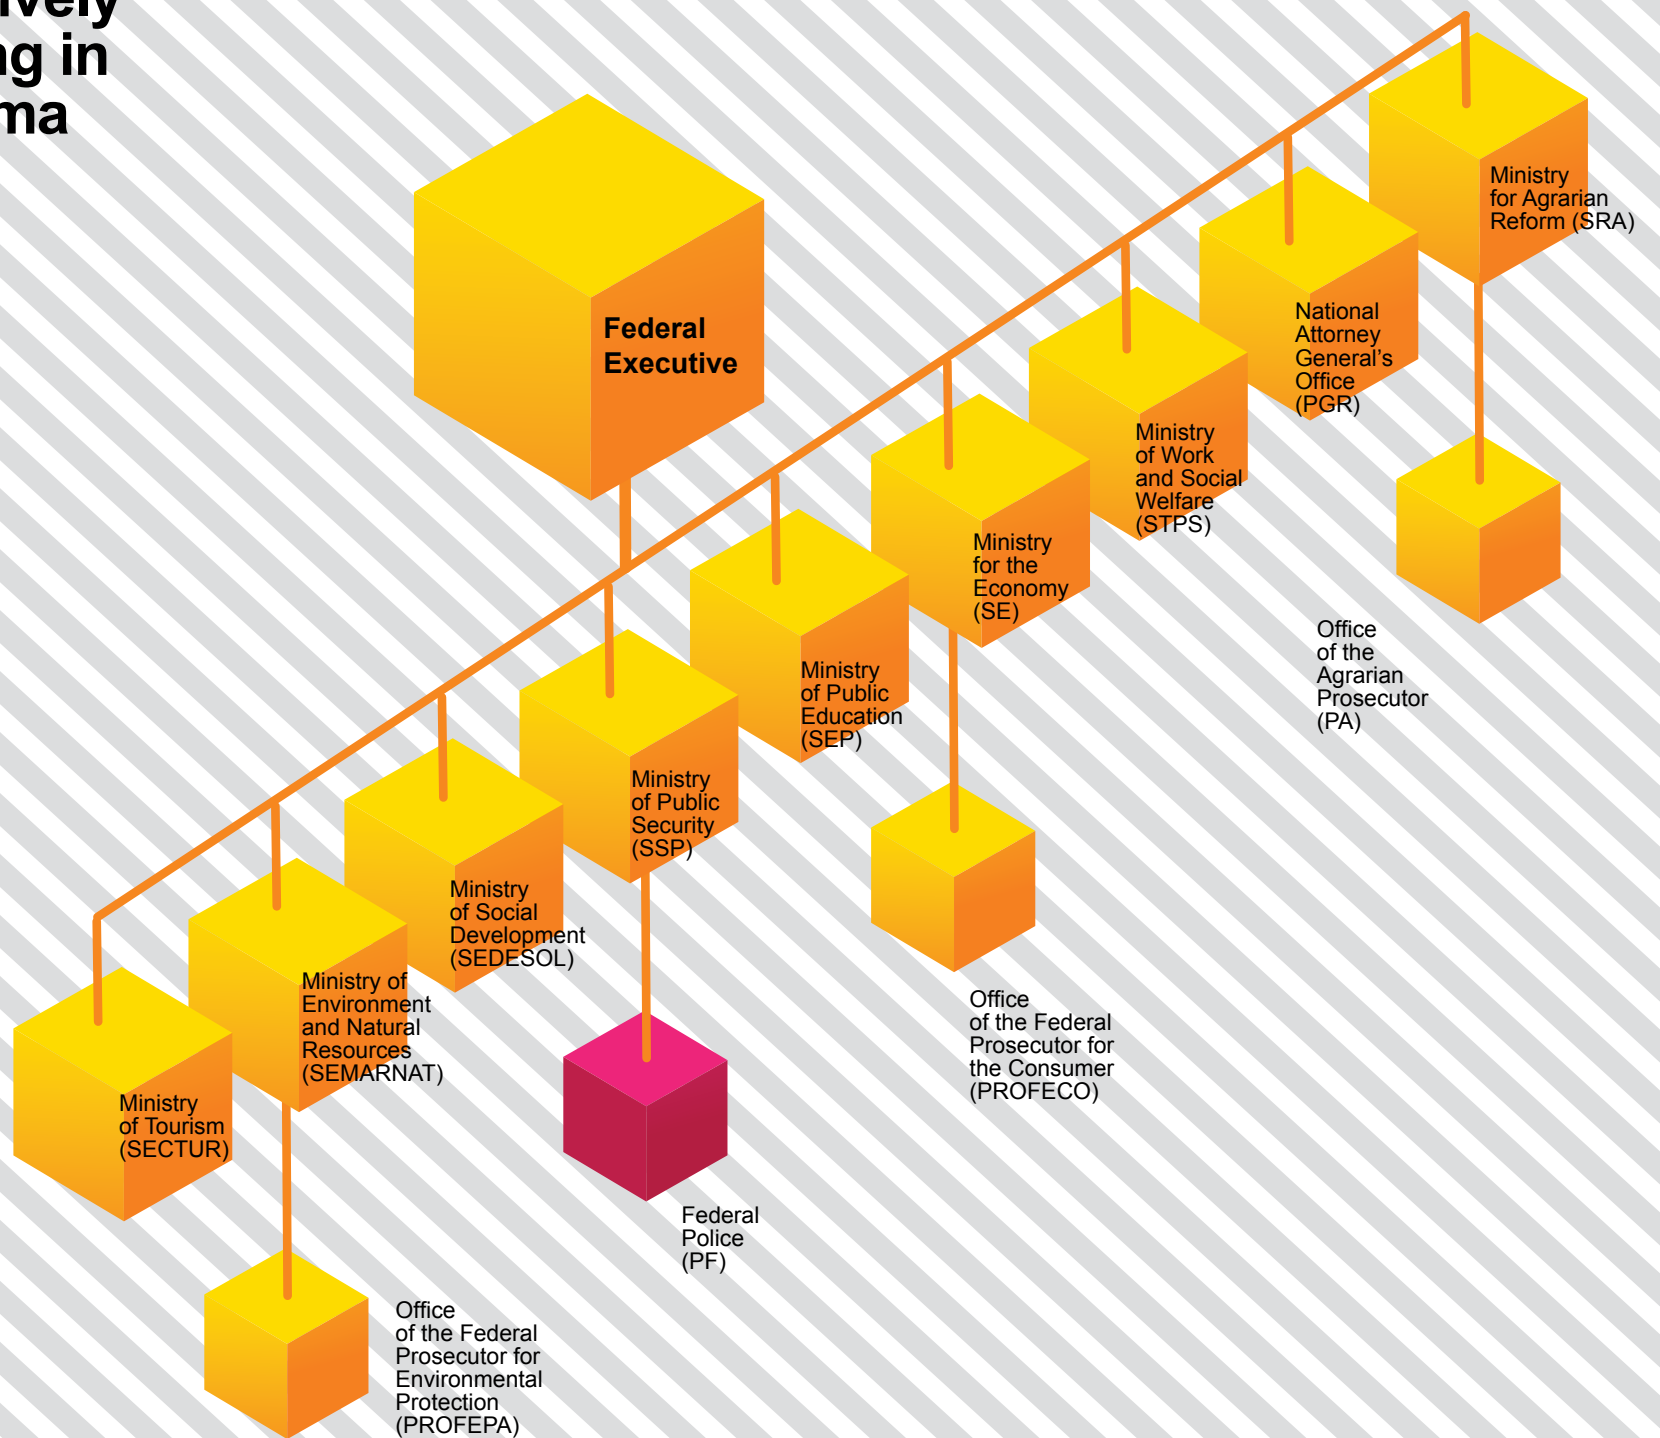 ng in
ma
Federal
Executive
Ministry
for Agrarian
Reform (SRA)
National
Attorney
General's
Office
(PGR)
Ministry
of Work
and Social
Welfare
(STPS)
Ministry
for the
Economy
(SE)
Ministry
of Public
Education
(SEP)
Ministry
of Public
Security
(SSP)
Ministry
of Social
Development
(SEDESOL)
Ministry of
Environment
and Natural
Resources
(SEMARNAT)
Ministry
of Tourism
(SECTUR)
Office
of the
Agrarian
Prosecutor
(PA)
Office
of the Federal
Prosecutor for
the Consumer
(PROFECO)
Federal
Police
(PF)
Office
of the Federal
Prosecutor for
Environmental
Protection
(PROFEPA)